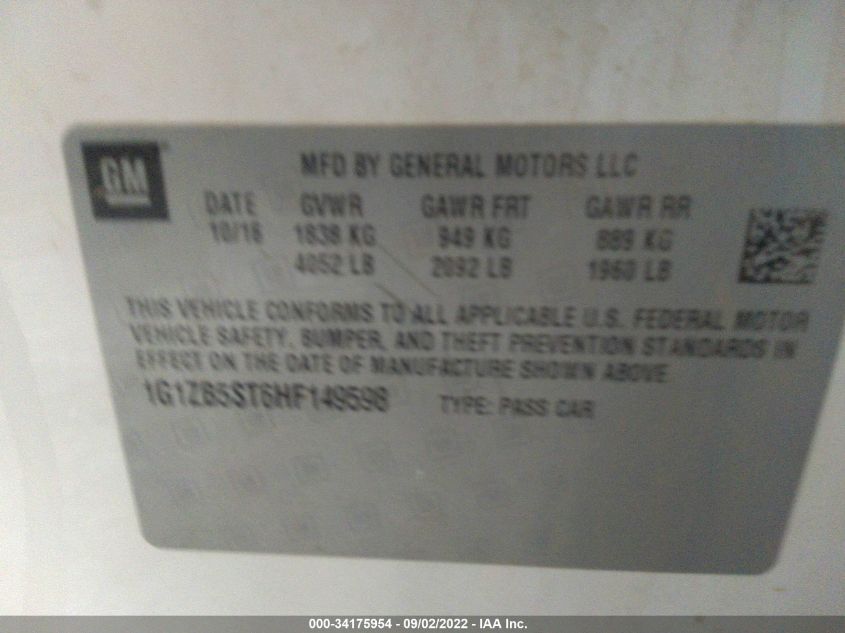 GM
MFD BY GENERAL MOTORS LLC
DATE GVWR GAWR FRT GAWR RR
10/16 1838 KG 949 KG 889 KG
4052 LB 2092 LB 1960 LB
THIS VEHICLE CONFORMS TO ALL APPLICABLE U.S. FEDERAL MOTOR
VEHICLE SAFETY, BUMPER, AND THEFT PREVENTION STANDARDS IN
EFFECT ON THE DATE OF MANUFACTURE SHOWN ABOVE.
1G1ZB5ST6HF149598 TYPE: PASS CAR
000-34175954 - 09/02/2022 - IAA Inc.